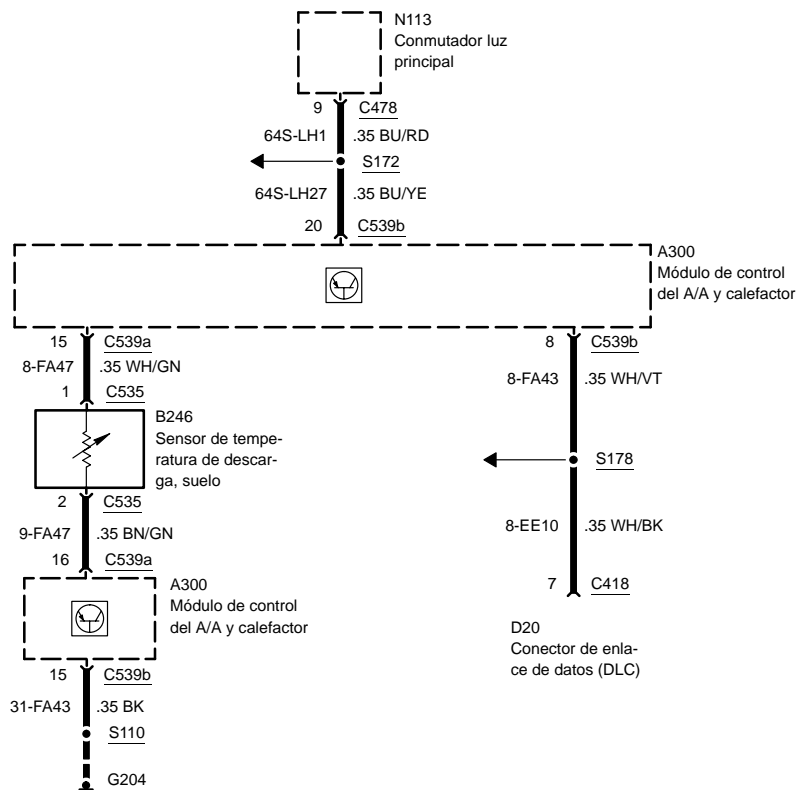 N113
Conmutador luz
principal
9 C478
64S-LH1 .35 BU/RD
S172
64S-LH27 .35 BU/YE
20 C539b
A300
Módulo de control
del A/A y calefactor
15 C539a
8-FA47 .35 WH/GN
1 C535
B246
Sensor de tempe-
ratura de descar-
ga, suelo
2 C535
9-FA47 .35 BN/GN
16 C539a
A300
Módulo de control
del A/A y calefactor
15 C539b
31-FA43 .35 BK
S110
G204
8 C539b
8-FA43 .35 WH/VT
S178
8-EE10 .35 WH/BK
7 C418
D20
Conector de enla-
ce de datos (DLC)